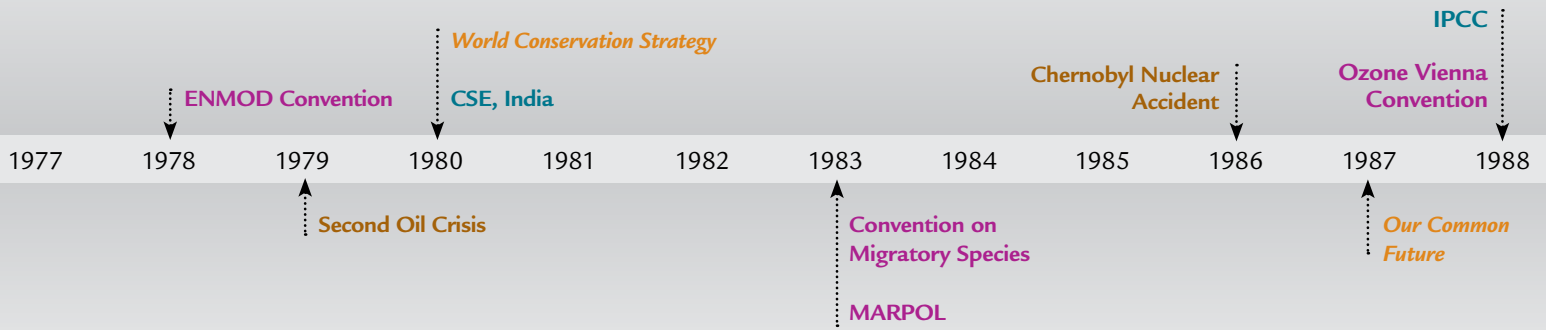 IPCC
World Conservation Strategy
Chernobyl Nuclear
Accident
Ozone Vienna
Convention
ENMOD Convention
CSE, India
1977 1978 1979 1980 1981 1982 1983 1984 1985 1986 1987 1988
Second Oil Crisis
Convention on
Migratory Species
MARPOL
Our Common
Future